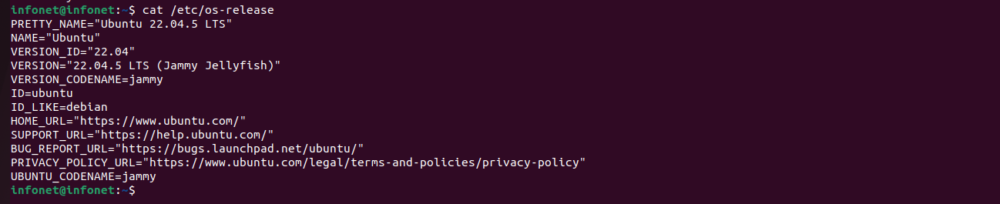 infonet@infonet:~$ cat /etc/os-release
PRETTY_NAME="Ubuntu 22.04.5 LTS"
NAME="Ubuntu"
VERSION_ID="22.04"
VERSION="22.04.5 LTS (Jammy Jellyfish)"
VERSION_CODENAME=jammy
ID=ubuntu
ID_LIKE=debian
HOME_URL="https://www.ubuntu.com/"
SUPPORT_URL="https://help.ubuntu.com/"
BUG_REPORT_URL="https://bugs.launchpad.net/ubuntu/"
PRIVACY_POLICY_URL="https://www.ubuntu.com/legal/terms-and-policies/privacy-policy"
UBUNTU_CODENAME=jammy
infonet@infonet:~$